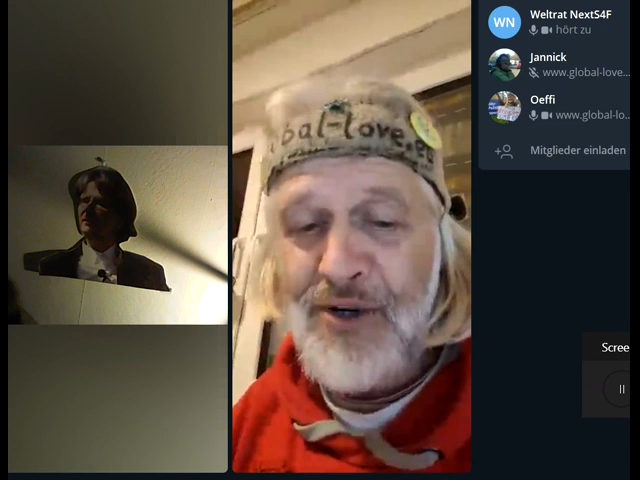 bal-love.e
WN
Weltrat NextS4F
hört zu
Jannick
www.global-love...
Oeffi
www.global-lo...
Mitglieder einladen
Scree